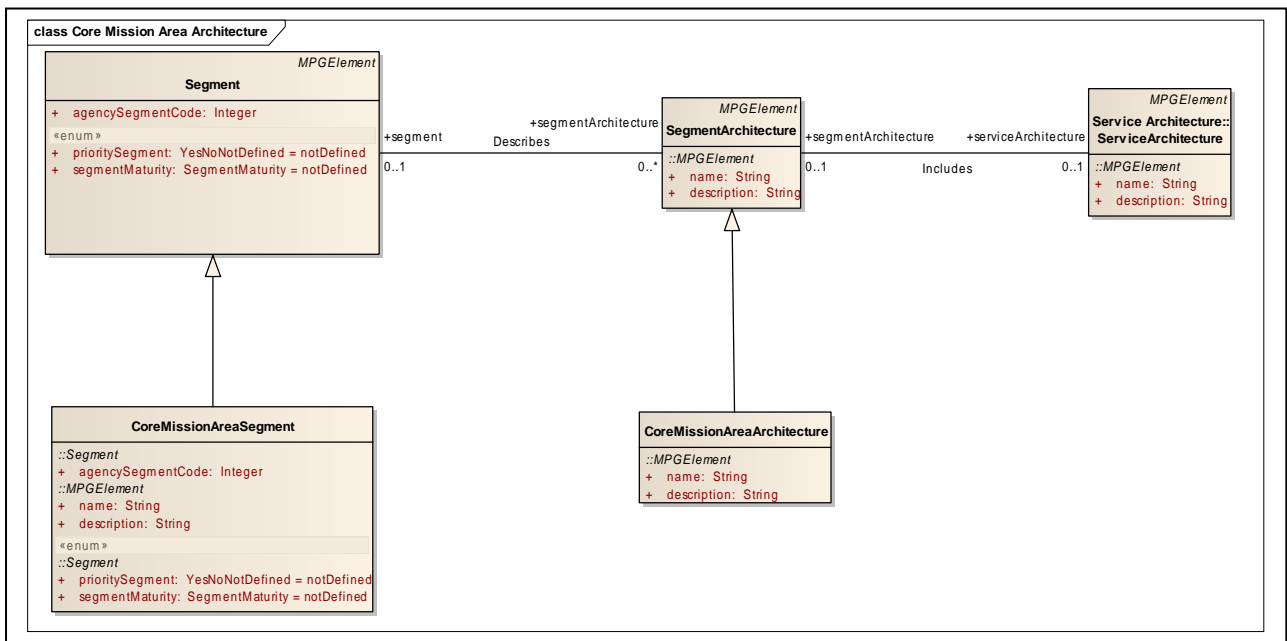 class Core Mission Area Architecture
MPGElement
Segment
+ agencySegmentCode: Integer
«enum»
+ prioritySegment: YesNoNotDefined = notDefined
+ segmentMaturity: SegmentMaturity = notDefined
+segment
0..1
Describes
+segmentArchitecture
0..*
MPGElement
SegmentArchitecture
::MPGElement
+ name: String
+ description: String
+segmentArchitecture
0..1
Includes
+serviceArchitecture
0..1
MPGElement
Service Architecture::
ServiceArchitecture
::MPGElement
+ name: String
+ description: String
CoreMissionAreaSegment
::Segment
+ agencySegmentCode: Integer
::MPGElement
+ name: String
+ description: String
«enum»
::Segment
+ prioritySegment: YesNoNotDefined = notDefined
+ segmentMaturity: SegmentMaturity = notDefined
CoreMissionAreaArchitecture
::MPGElement
+ name: String
+ description: String